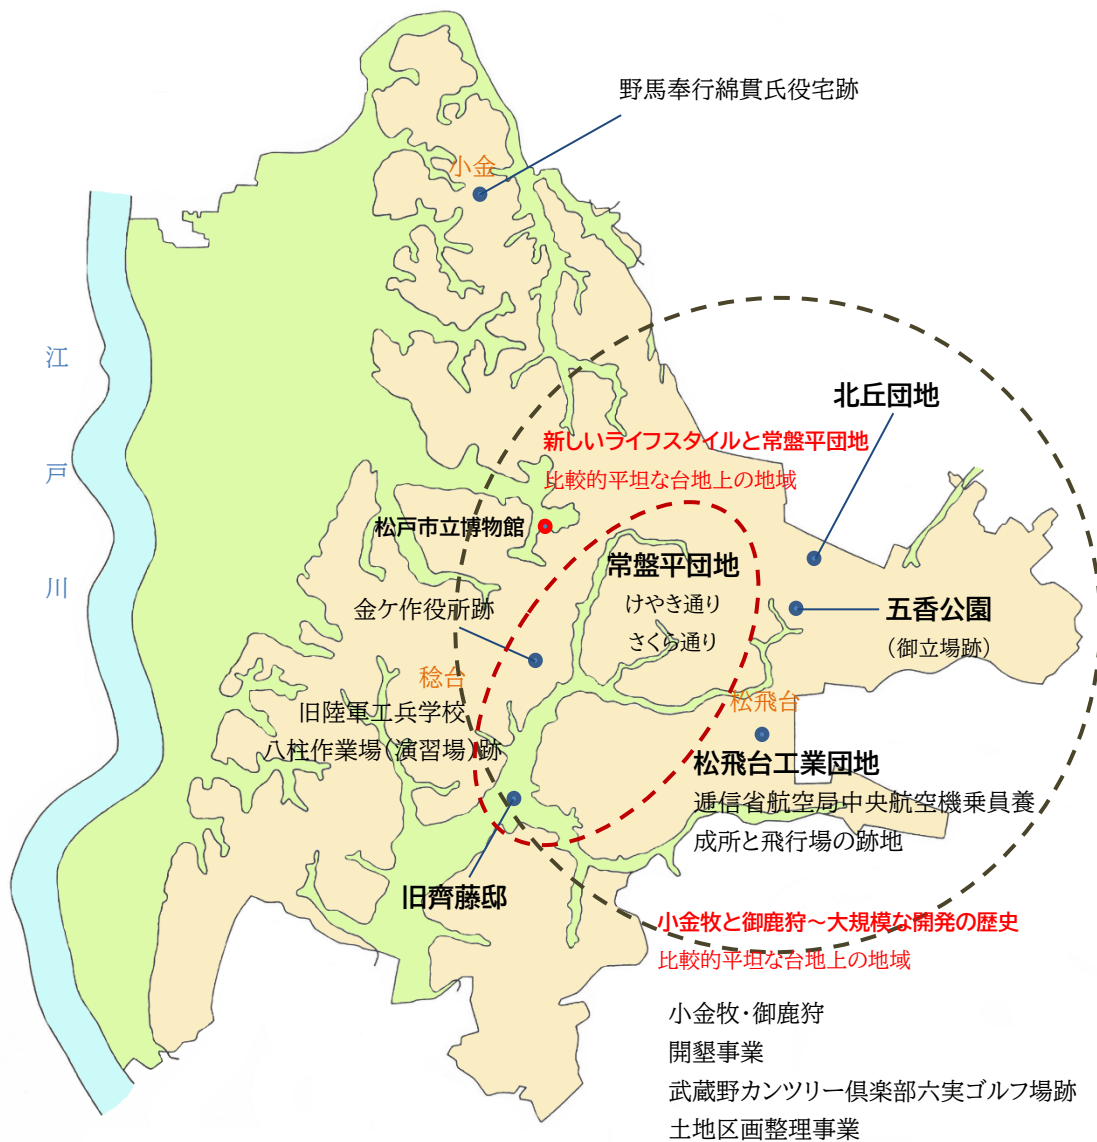 野馬奉行綿貫氏役宅跡
小金
江
戸
川
北丘団地
新しいライフスタイルと常盤平団地
比較的平坦な台地上の地域
松戸市立博物館
常盤平団地
けやき通り
さくら通り
金ケ作役所跡
五香公園
（御立場跡）
稔台
旧陸軍工兵学校
八柱作業場（演習場）跡
松飛台
松飛台工業団地
逓信省航空局中央航空機乗員養
成所と飛行場の跡地
旧齊藤邸
小金牧と御鹿狩～大規模な開発の歴史
比較的平坦な台地上の地域
小金牧・御鹿狩
開墾事業
武蔵野カンツリー倶楽部六実ゴルフ場跡
土地区画整理事業